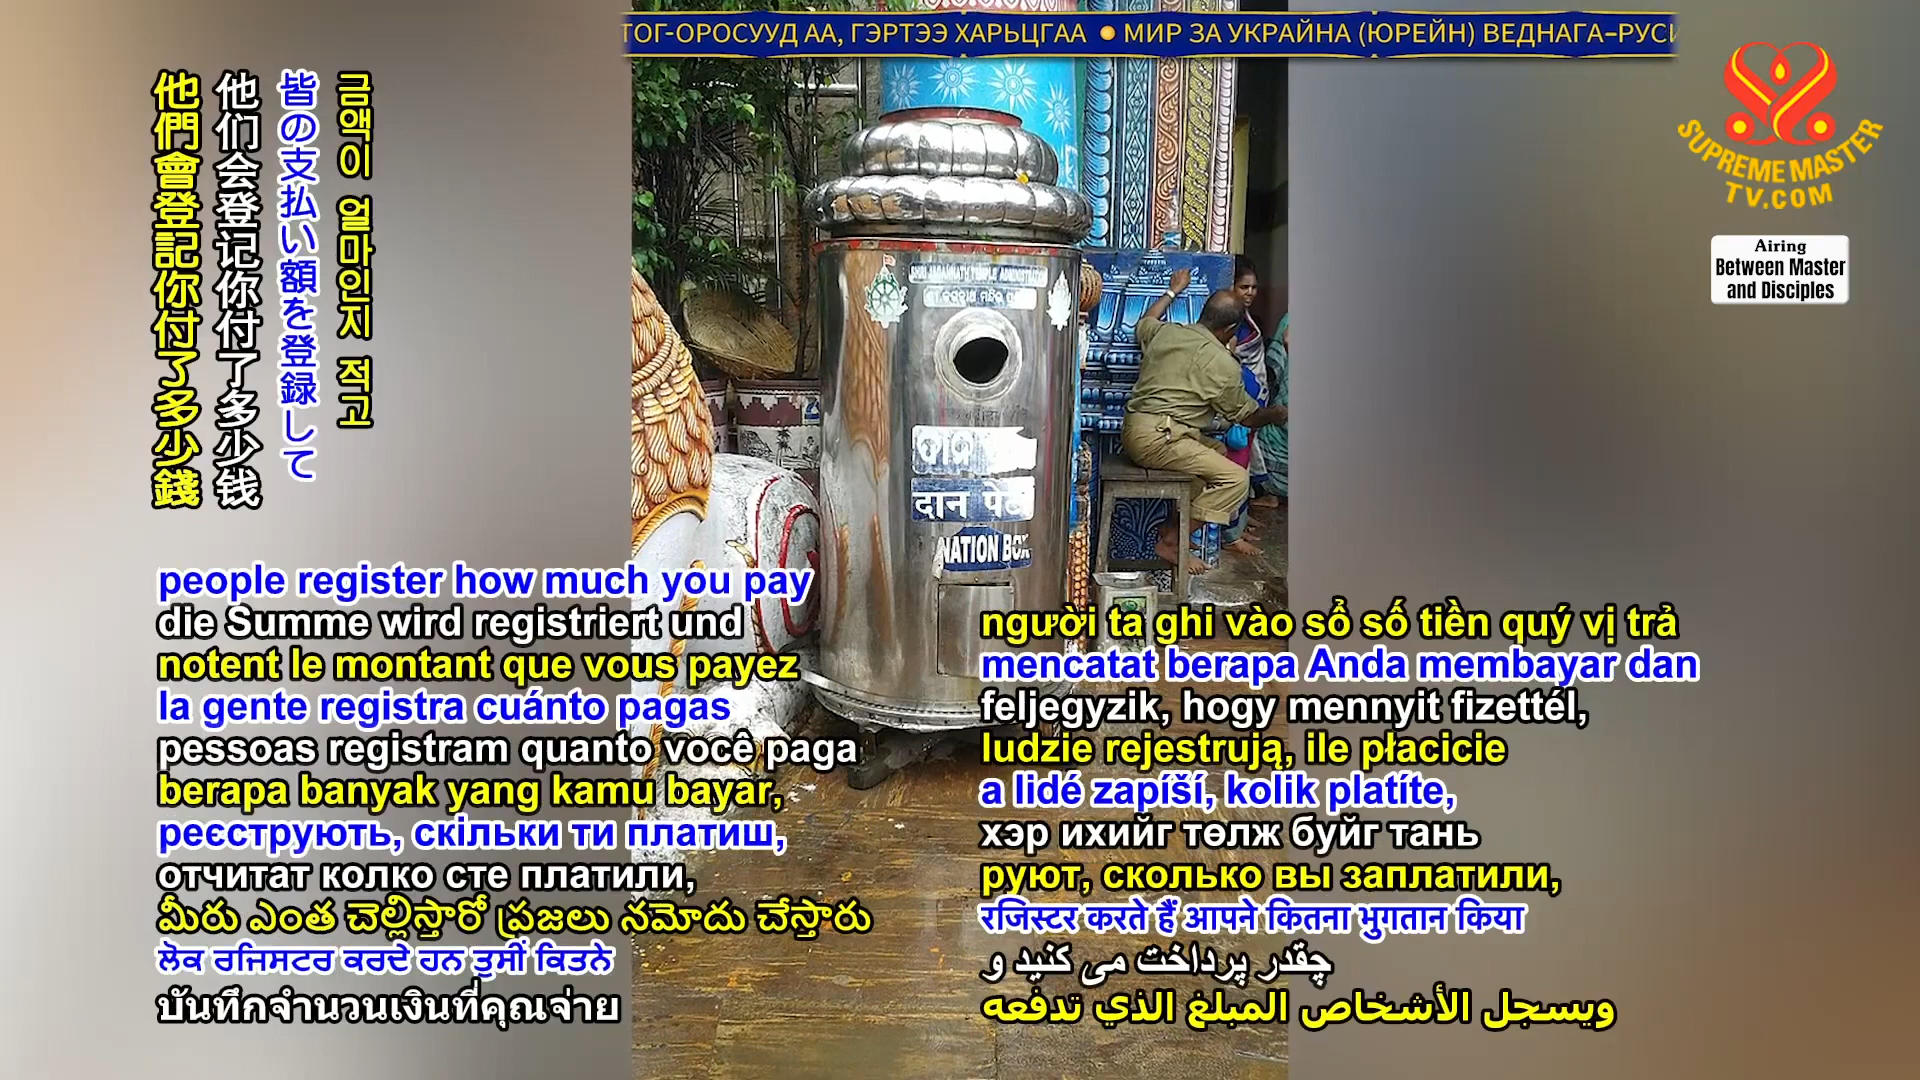 ТОГ-ОРОСУУД АА, ГЭРТЭЭ ХАРЬЦГАА ● МИР ЗА УКРАЙНА (ЮРЕЙН) ВЕДНАГА-РУСИ
SUPREME MASTER
TV.COM
Airing
Between Master
and Disciples
他們會登記你付了多少錢
他们会登记你付了多少钱
皆の支払い額を登録して
금액이 얼마인지 적고
SHRI JAGANNATH TEMPLE ADMINISTRATION
दान पेटी
NATION BOX
people register how much you pay
die Summe wird registriert und
notent le montant que vous payez
la gente registra cuánto pagas
pessoas registram quanto você paga
berapa banyak yang kamu bayar,
реєструють, скільки ти платиш,
отчитат колко сте платили,
మీరు ఎంత చెల్లిస్తారో ప్రజలు నమోదు చేస్తారు
ਲੋਕ ਰਜਿਸਟਰ ਕਰਦੇ ਹਨ ਤੁਸੀਂ ਕਿਤਨੇ
บันทึกจำนวนเงินที่คุณจ่าย
người ta ghi vào sổ số tiền quý vị trả
mencatat berapa Anda membayar dan
feljegyzik, hogy mennyit fizettél,
ludzie rejestrują, ile płacicie
a lidé zapíší, kolik platíte,
хэр ихийг төлж буйг тань
руют, сколько вы заплатили,
रजिस्टर करते हैं आपने कितना भुगतान किया
چقدر پرداخت می کنید و
ويسجل الأشخاص المبلغ الذي تدفعه